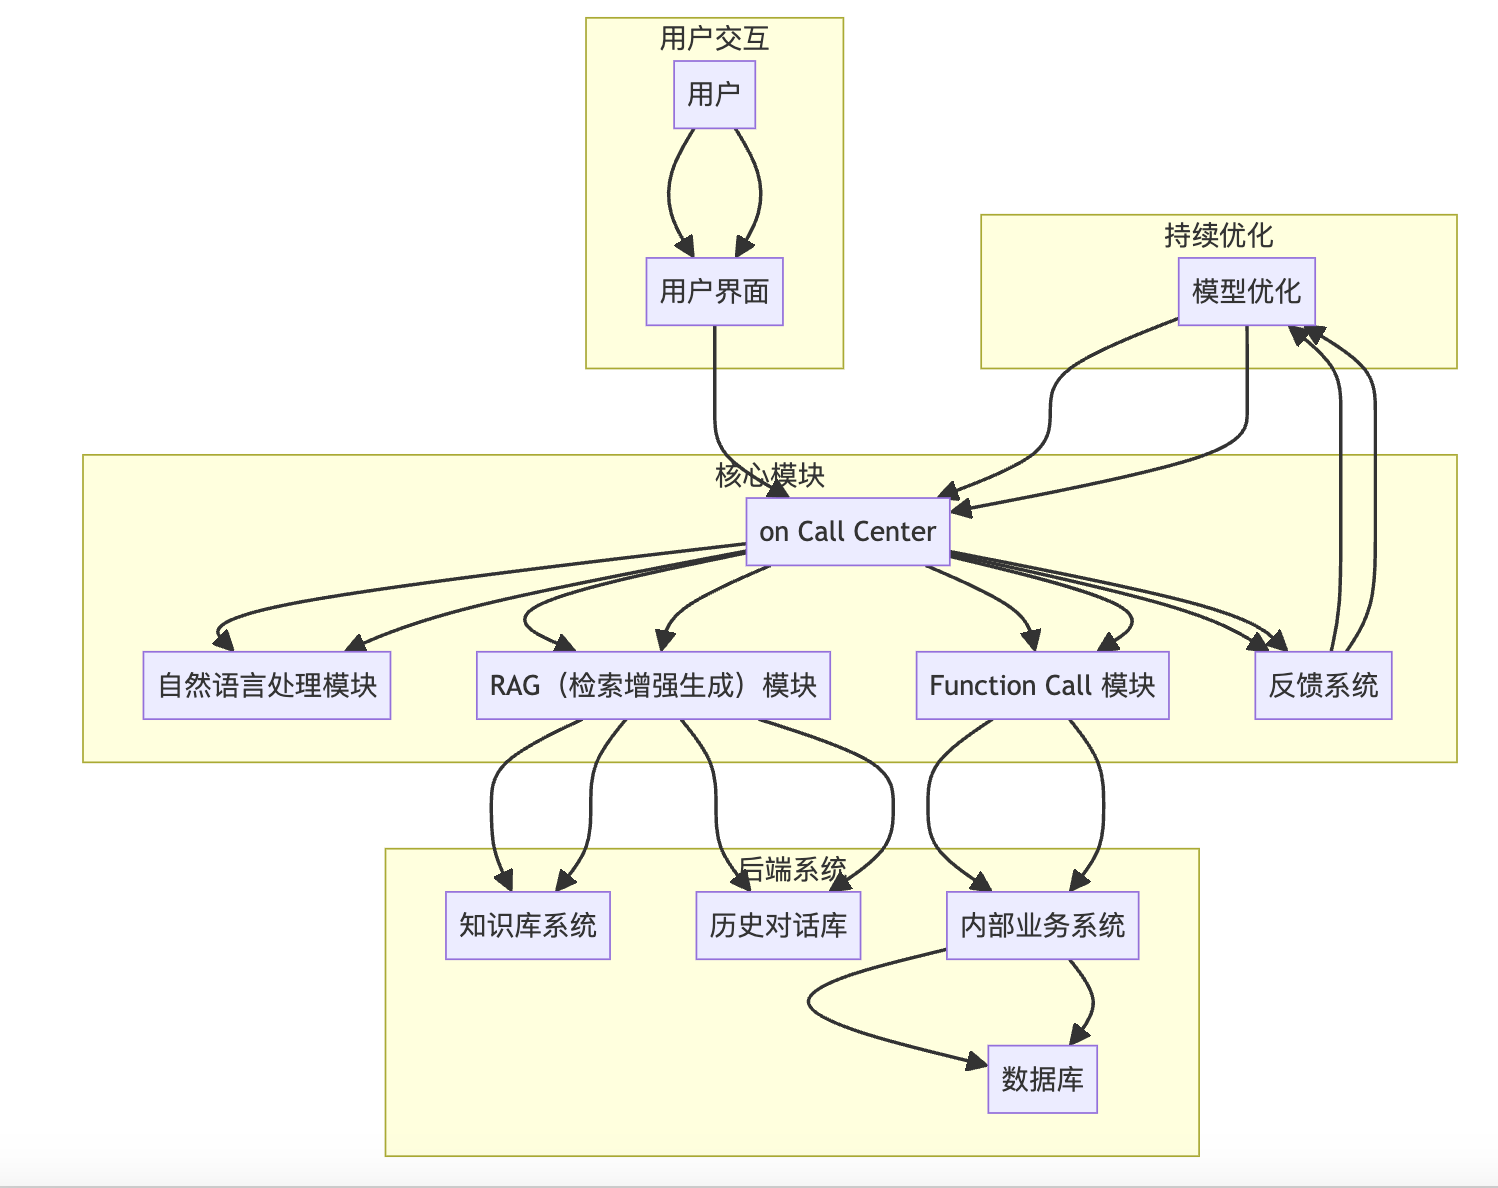 用户交互
用户
用户界面
持续优化
模型优化
核心模块
on Call Center
自然语言处理模块
RAG（检索增强生成）模块
Function Call 模块
反馈系统
后端系统
知识库系统
历史对话库
内部业务系统
数据库